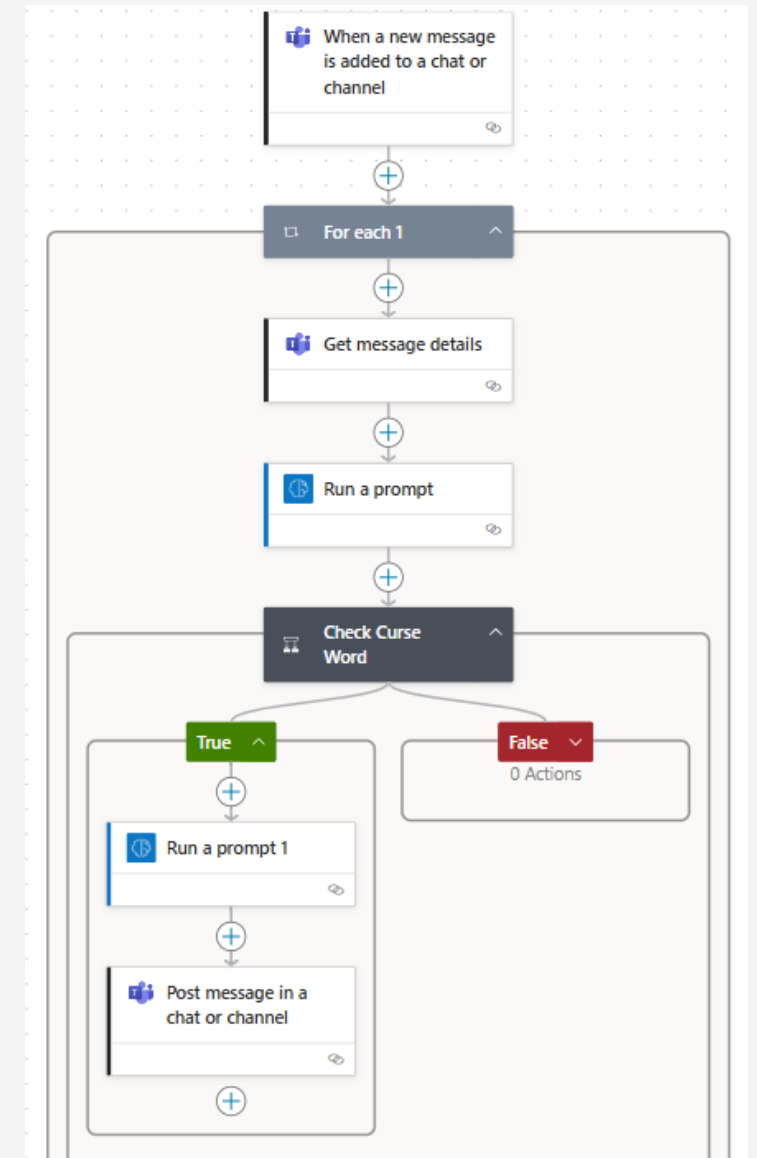 When a new message
is added to a chat or
channel
For each 1
Get message details
Run a prompt
Check Curse
Word
True
False
0 Actions
Run a prompt 1
Post message in a
chat or channel